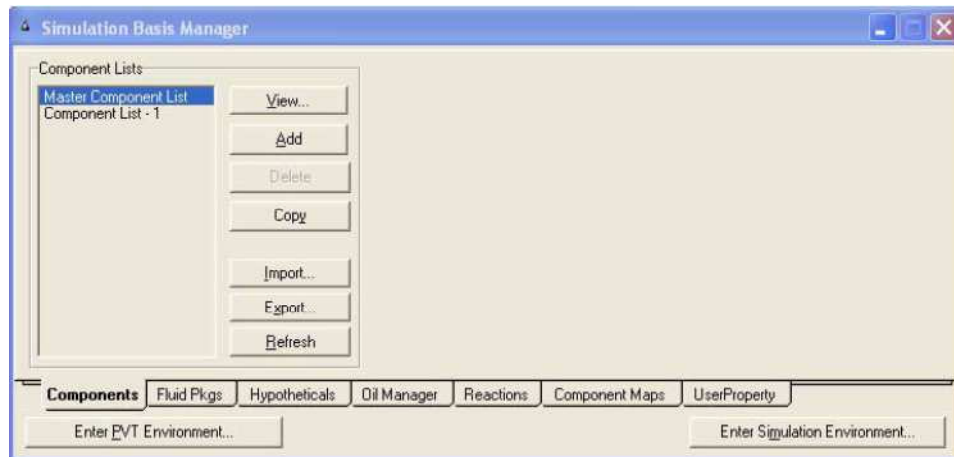 Simulation Basis Manager
Component Lists
Master Component List
Component List - 1
View...
Add
Delete
Copy
Import...
Export...
Refresh
Components Fluid Pkgs Hypotheticals Oil Manager Reactions Component Maps UserProperty
Enter PVT Environment... Enter Simulation Environment...